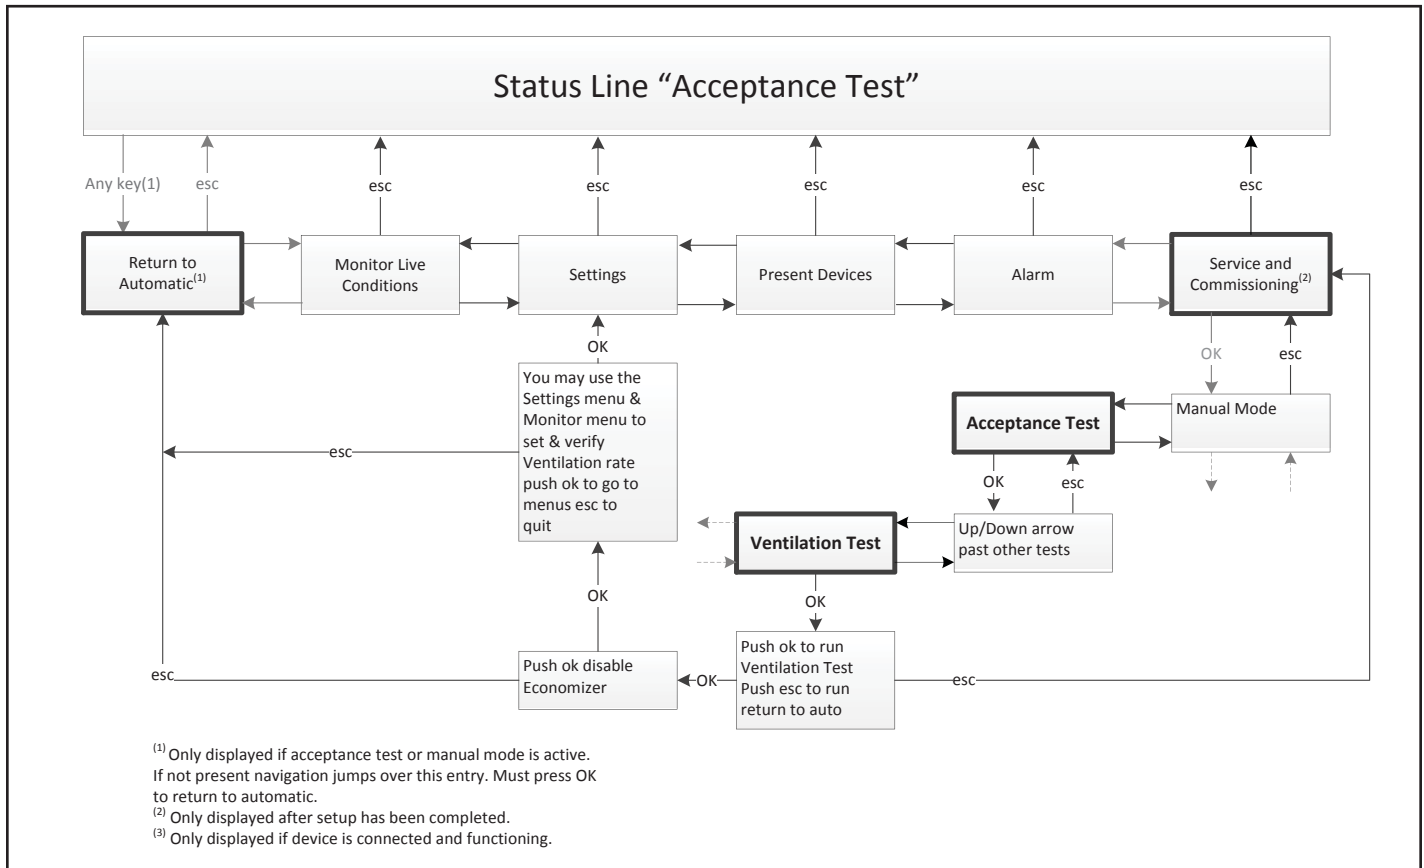 Status Line “Acceptance Test”
Any key(1)
esc
esc
esc
esc
esc
esc
Return to
Automatic(1)
Monitor Live
Conditions
Settings
Present Devices
Alarm
Service and
Commissioning(2)
OK
OK
esc
You may use the
Settings menu &
Monitor menu to
set & verify
Ventilation rate
push ok to go to
menus esc to
quit
Acceptance Test
Manual Mode
esc
OK
esc
Ventilation Test
Up/Down arrow
past other tests
OK
OK
Push ok disable
Economizer
Push ok to run
Ventilation Test
Push esc to run
return to auto
esc
OK
esc
(1) Only displayed if acceptance test or manual mode is active.
If not present navigation jumps over this entry. Must press OK
to return to automatic.
(2) Only displayed after setup has been completed.
(3) Only displayed if device is connected and functioning.